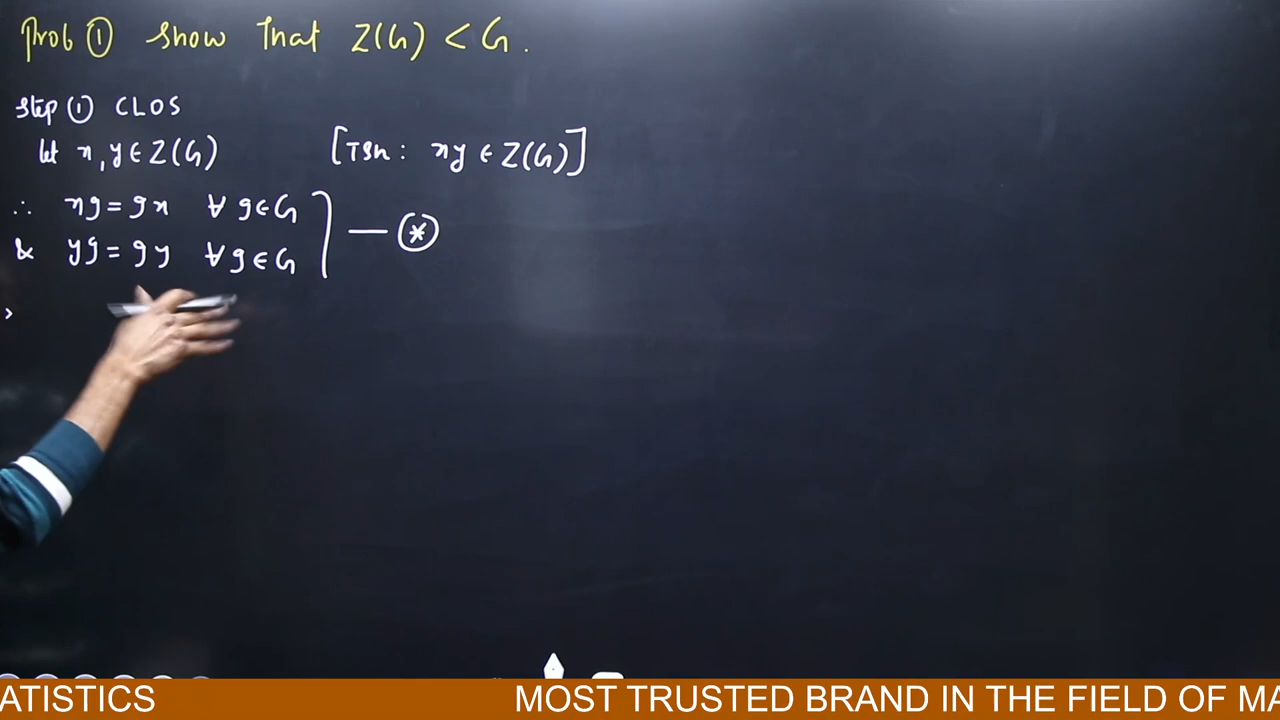 Prob ① Show That Z(G) < G.
Step ① CLOS
let x, y ∈ Z(G) [TSh: xy ∈ Z(G)]
∴ xg = gx ∀ g ∈ G
& yg = gy ∀ g ∈ G — ⊛
ATISTICS MOST TRUSTED BRAND IN THE FIELD OF MA